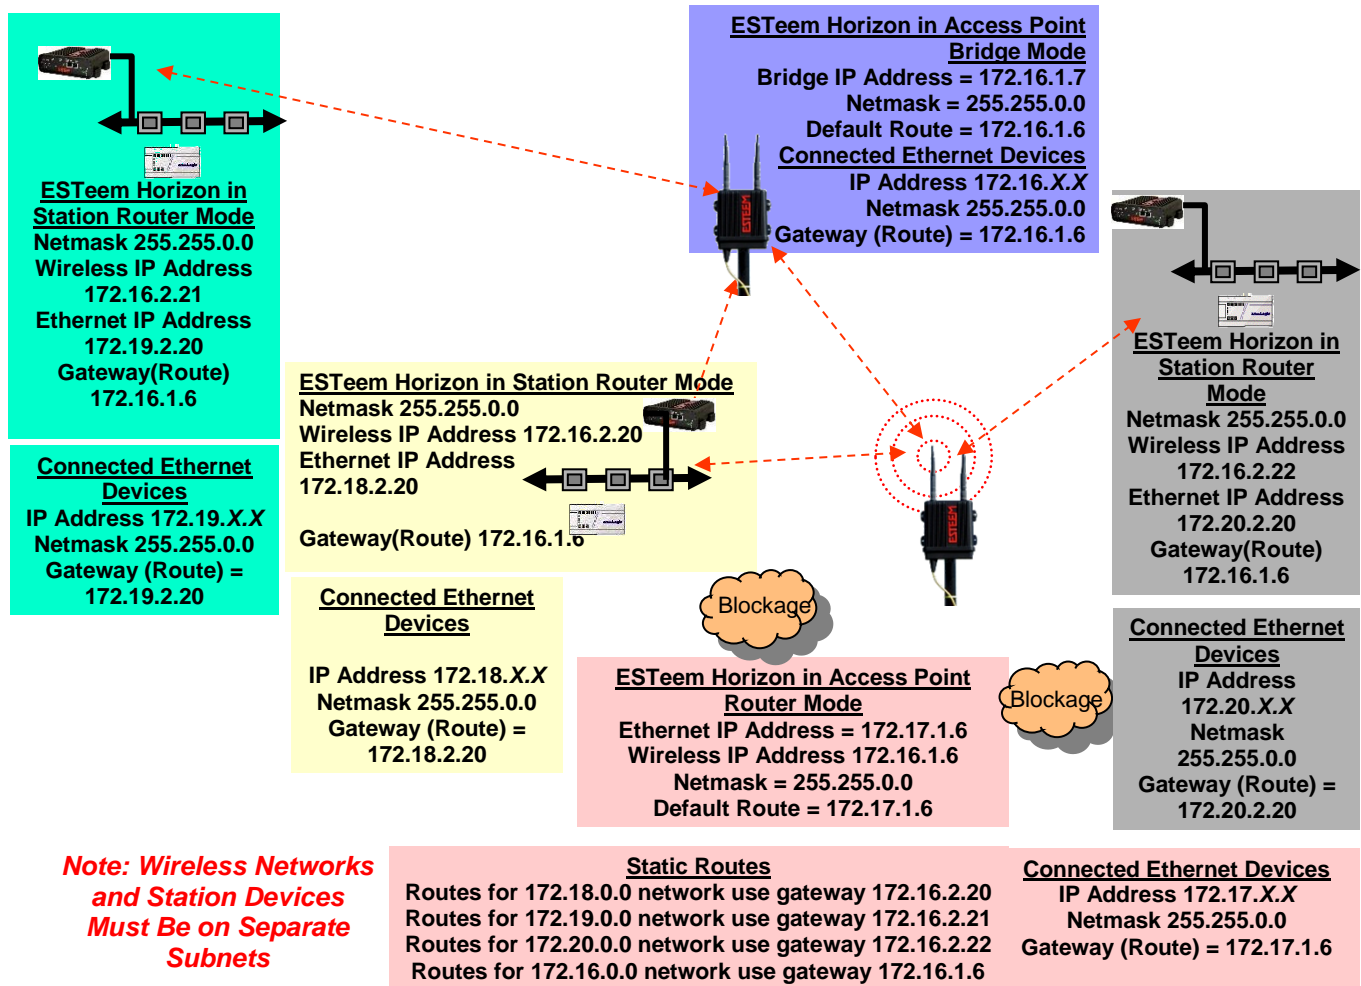 ESTeem Horizon in Access Point
Bridge Mode
Bridge IP Address = 172.16.1.7
Netmask = 255.255.0.0
Default Route = 172.16.1.6
Connected Ethernet Devices
IP Address 172.16.X.X
Netmask 255.255.0.0
Gateway (Route) = 172.16.1.6
ESTEEM
ESTeem Horizon in
Station Router Mode
Netmask 255.255.0.0
Wireless IP Address
172.16.2.21
Ethernet IP Address
172.19.2.20
Gateway(Route)
172.16.1.6
Connected Ethernet
Devices
IP Address 172.19.X.X
Netmask 255.255.0.0
Gateway (Route) =
172.19.2.20
ESTeem Horizon in Station Router Mode
Netmask 255.255.0.0
Wireless IP Address 172.16.2.20
Ethernet IP Address
172.18.2.20
Gateway(Route) 172.16.1.6
Connected Ethernet
Devices
IP Address 172.18.X.X
Netmask 255.255.0.0
Gateway (Route) =
172.18.2.20
ESTeem Horizon in
Station Router
Mode
Netmask 255.255.0.0
Wireless IP Address
172.16.2.22
Ethernet IP Address
172.20.2.20
Gateway(Route)
172.16.1.6
Connected Ethernet
Devices
IP Address
172.20.X.X
Netmask
255.255.0.0
Gateway (Route) =
172.20.2.20
ESTEEM
Blockage
Blockage
ESTeem Horizon in Access Point
Router Mode
Ethernet IP Address = 172.17.1.6
Wireless IP Address 172.16.1.6
Netmask = 255.255.0.0
Default Route = 172.17.1.6
Note: Wireless Networks
and Station Devices
Must Be on Separate
Subnets
Static Routes
Routes for 172.18.0.0 network use gateway 172.16.2.20
Routes for 172.19.0.0 network use gateway 172.16.2.21
Routes for 172.20.0.0 network use gateway 172.16.2.22
Routes for 172.16.0.0 network use gateway 172.16.1.6
Connected Ethernet Devices
IP Address 172.17.X.X
Netmask 255.255.0.0
Gateway (Route) = 172.17.1.6